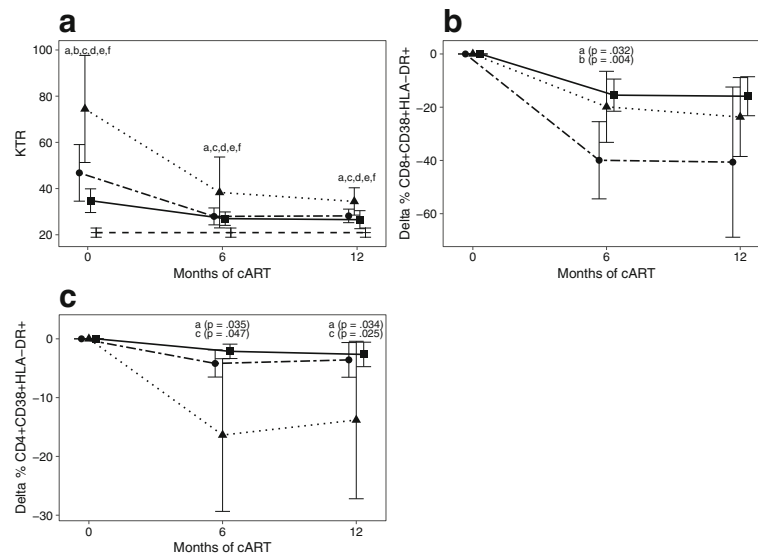 a
KTR
100
80
60
40
20
a,b,c,d,e,f
a,c,d,e,f
a,c,d,e,f
0
6
12
Months of cART
b
Delta % CD8+CD38+HLA−DR+
0
−20
−40
−60
a (p = .032)
b (p = .004)
0
6
12
Months of cART
c
Delta % CD4+CD38+HLA−DR+
0
−10
−20
−30
a (p = .035)
c (p = .047)
a (p = .034)
c (p = .025)
0
6
12
Months of cART